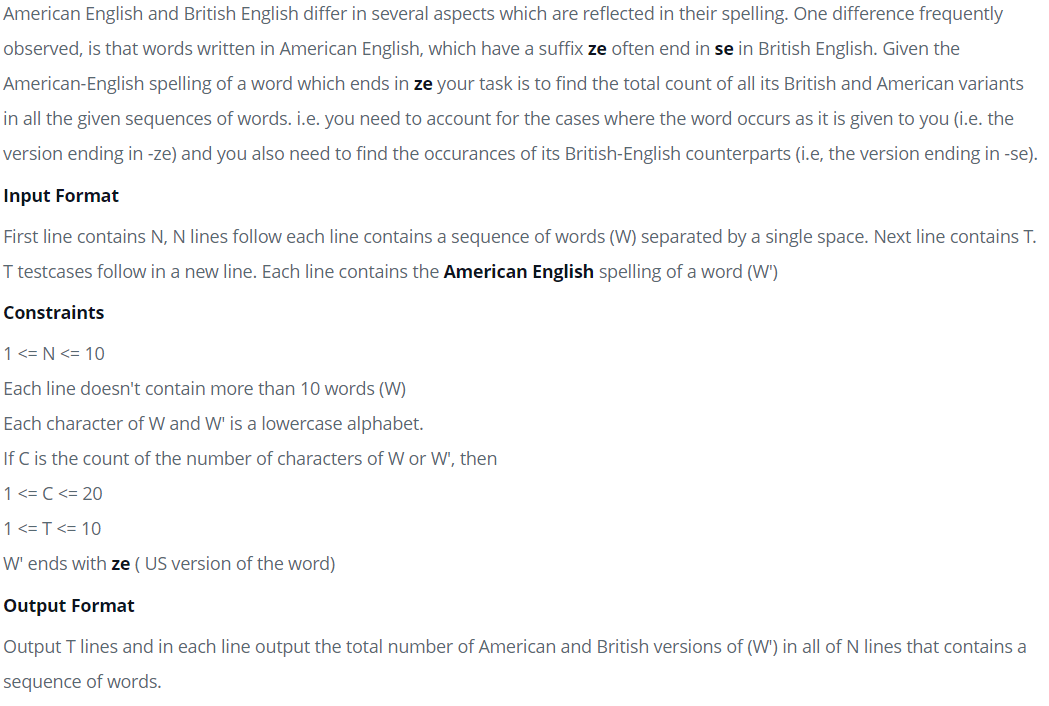 American English and British English differ in several aspects which are reflected in their spelling. One difference frequently
observed, is that words written in American English, which have a suffix ze often end in se in British English. Given the
American-English spelling of a word which ends in ze your task is to find the total count of all its British and American variants
in all the given sequences of words. i.e. you need to account for the cases where the word occurs as it is given to you (i.e. the
version ending in -ze) and you also need to find the occurances of its British-English counterparts (i.e, the version ending in -se).
Input Format
First line contains N, N lines follow each line contains a sequence of words (W) separated by a single space. Next line contains T.
T testcases follow in a new line. Each line contains the American English spelling of a word (W')
Constraints
1 <= N <= 10
Each line doesn't contain more than 10 words (W)
Each character of W and W' is a lowercase alphabet.
If C is the count of the number of characters of W or W', then
1 <= C <= 20
1 <= T <= 10
W' ends with ze ( US version of the word)
Output Format
Output T lines and in each line output the total number of American and British versions of (W') in all of N lines that contains a
sequence of words.